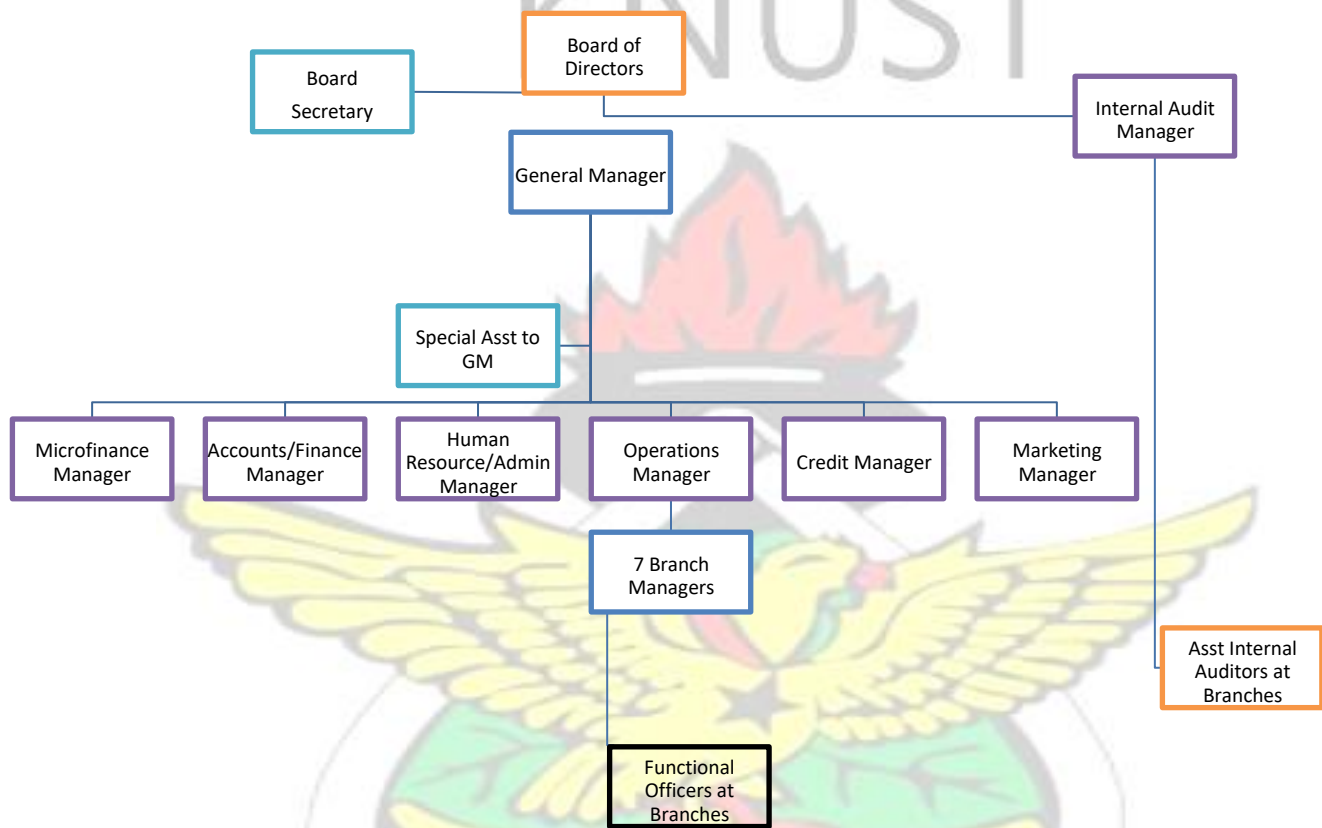 KNUST
Board of
Directors
Board
Secretary
Internal Audit
Manager
General Manager
Special Asst to
GM
Microfinance
Manager
Accounts/Finance
Manager
Human
Resource/Admin
Manager
Operations
Manager
Credit Manager
Marketing
Manager
7 Branch
Managers
Asst Internal
Auditors at
Branches
Functional
Officers at
Branches